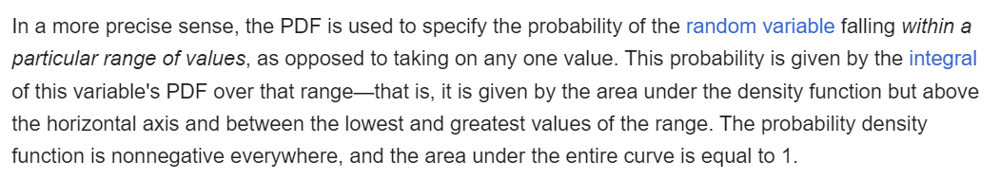 In a more precise sense, the PDF is used to specify the probability of the random variable falling within a
particular range of values, as opposed to taking on any one value. This probability is given by the integral
of this variable's PDF over that range—that is, it is given by the area under the density function but above
the horizontal axis and between the lowest and greatest values of the range. The probability density
function is nonnegative everywhere, and the area under the entire curve is equal to 1.